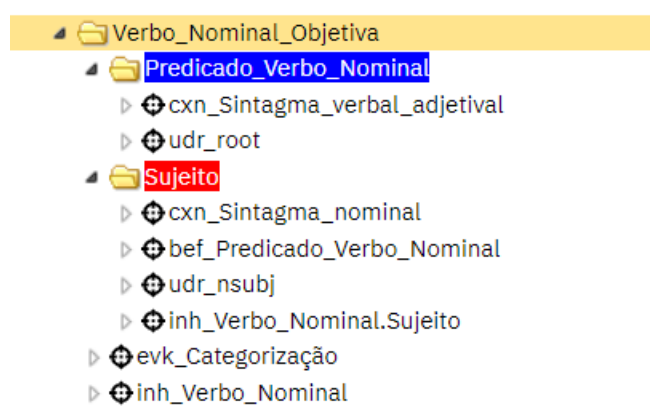 Verbo_Nominal_Objetiva
Predicado_Verbo_Nominal
cxn_Sintagma_verbal_adjetival
udr_root
Sujeito
cxn_Sintagma_nominal
bef_Predicado_Verbo_Nominal
udr_nsubj
inh_Verbo_Nominal.Sujeito
evk_Categorização
inh_Verbo_Nominal